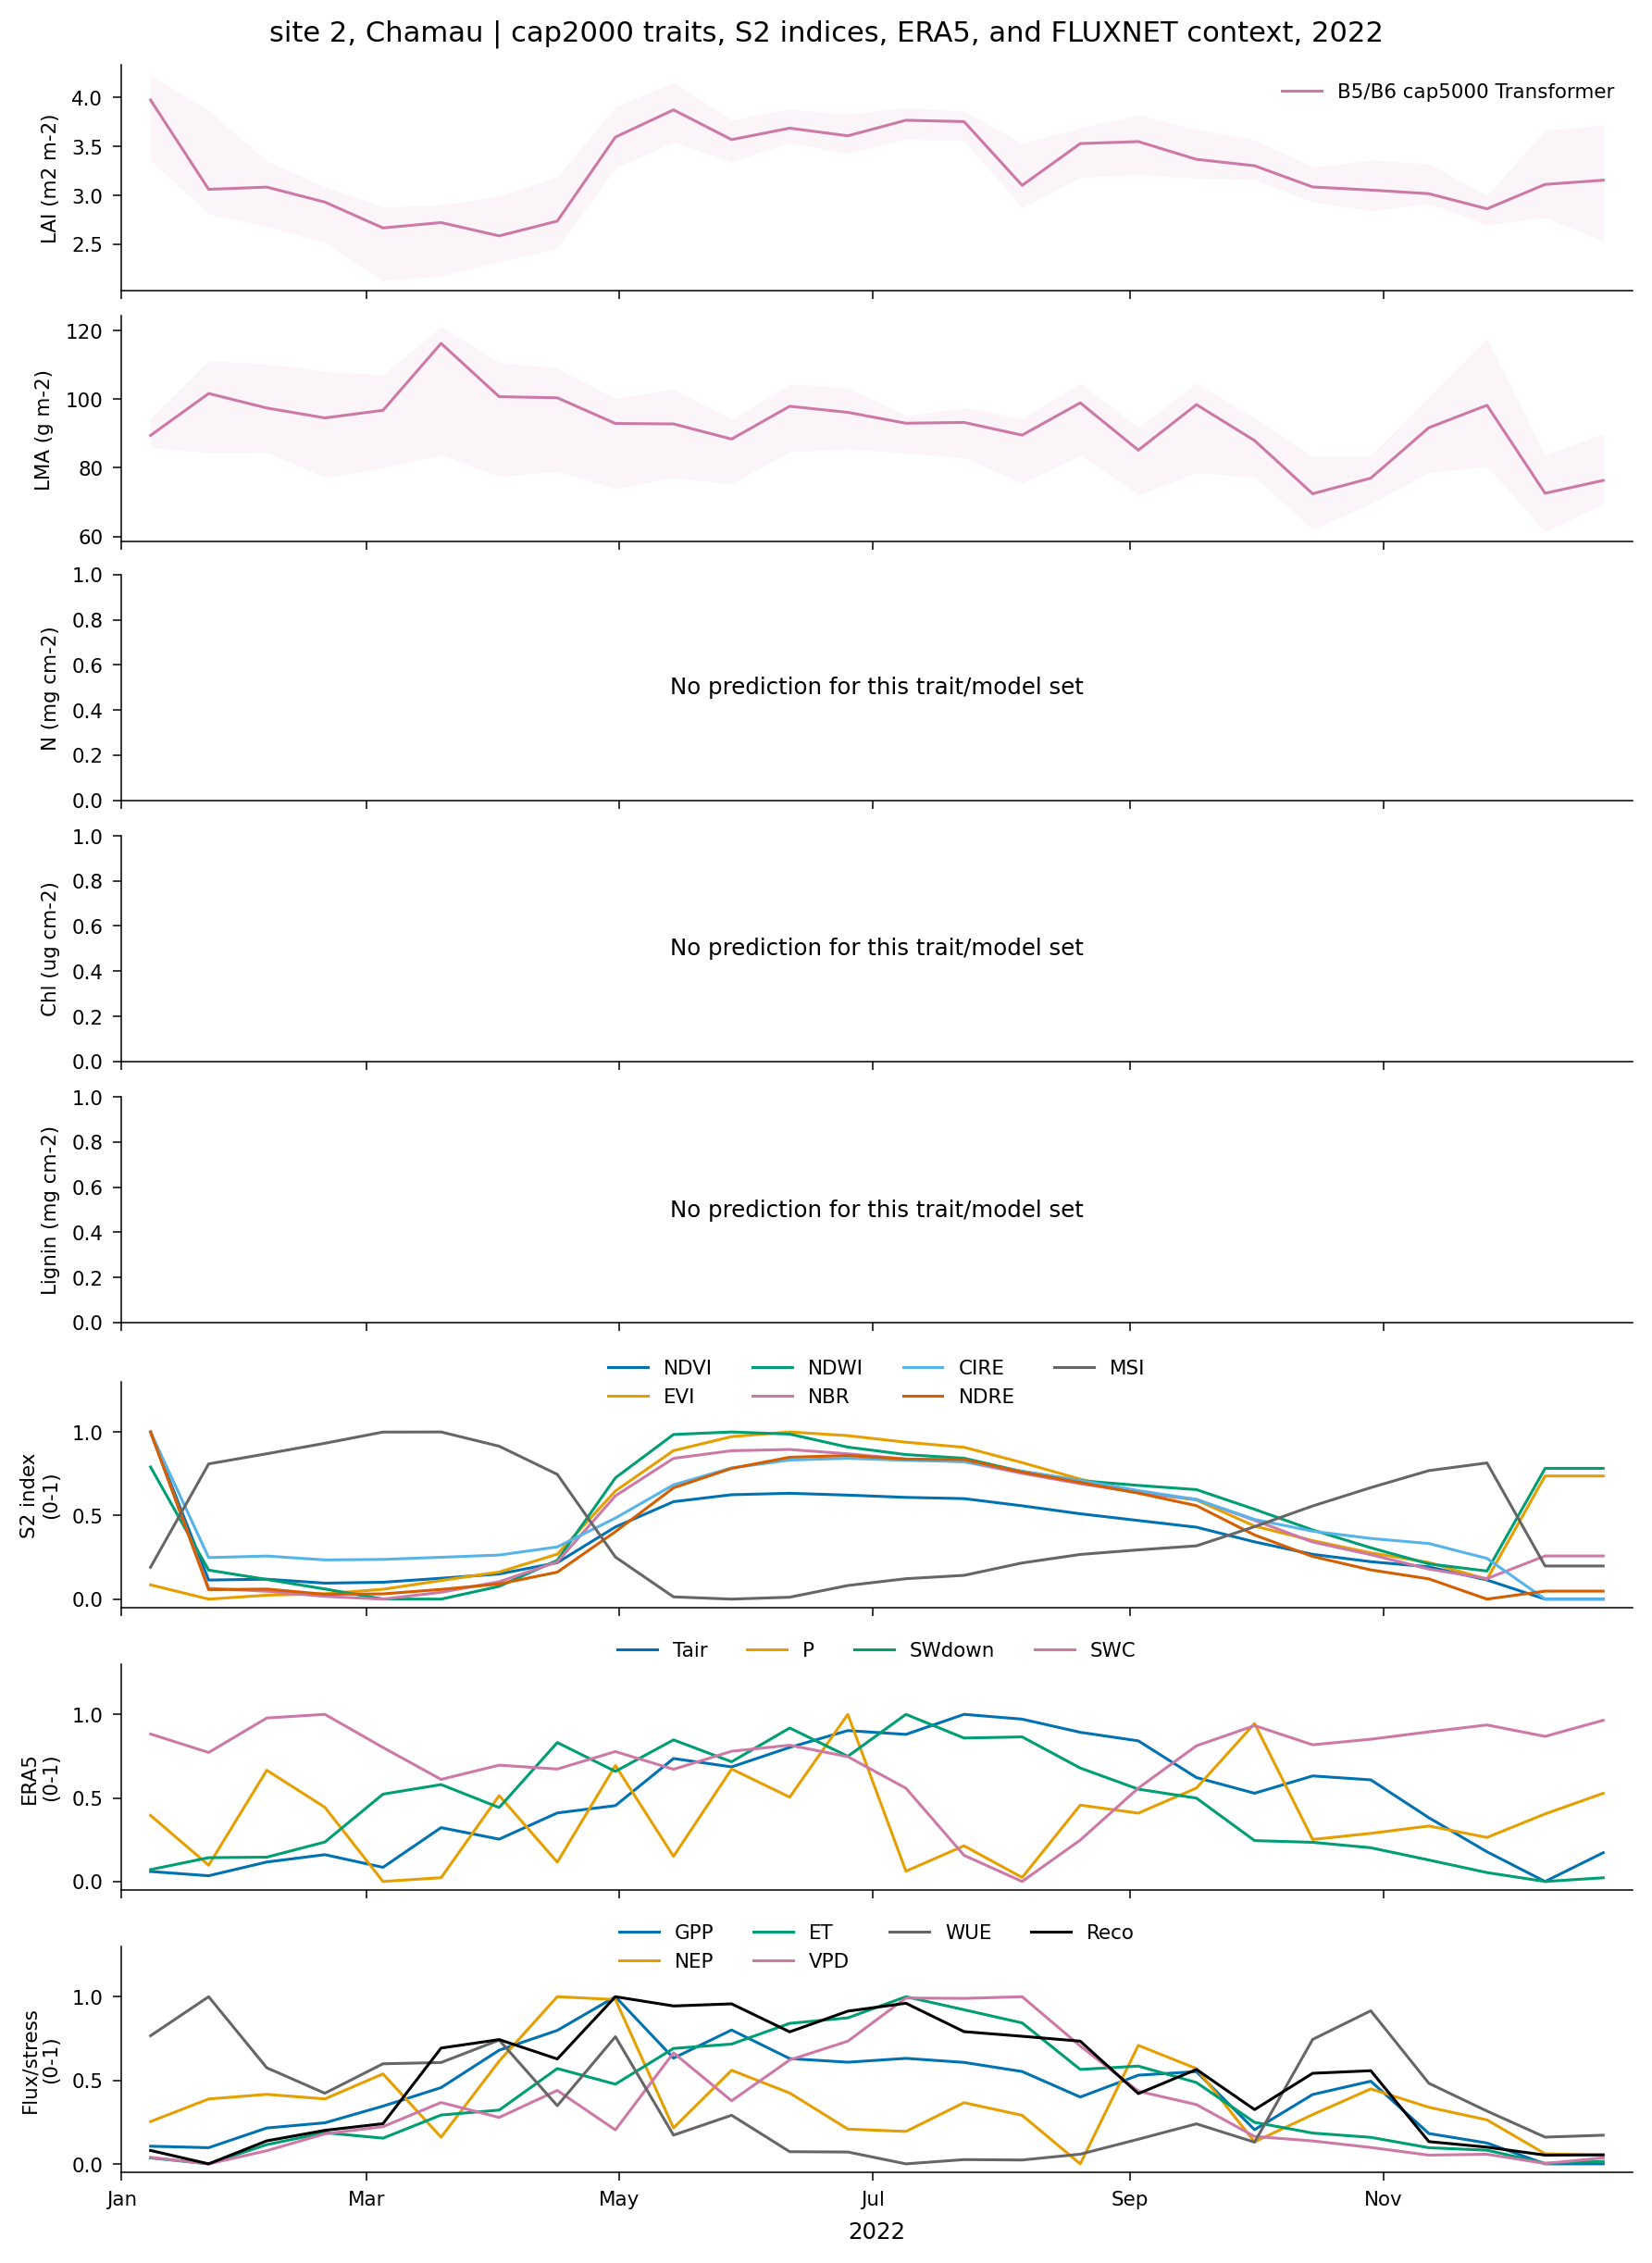 site 2, Chamau | cap2000 traits, S2 indices, ERA5, and FLUXNET context, 2022
B5/B6 cap5000 Transformer
LAI (m2 m-2)
4.0
3.5
3.0
2.5
LMA (g m-2)
120
100
80
60
N (mg cm-2)
1.0
0.8
0.6
0.4
0.2
0.0
No prediction for this trait/model set
Chl (ug cm-2)
1.0
0.8
0.6
0.4
0.2
0.0
No prediction for this trait/model set
Lignin (mg cm-2)
1.0
0.8
0.6
0.4
0.2
0.0
No prediction for this trait/model set
NDVI NDWI CIRE MSI
EVI NBR NDRE
S2 index
(0-1)
1.0
0.5
0.0
Tair P SWdown SWC
ERA5
(0-1)
1.0
0.5
0.0
GPP ET WUE Reco
NEP VPD
Flux/stress
(0-1)
1.0
0.5
0.0
Jan Mar May Jul Sep Nov
2022